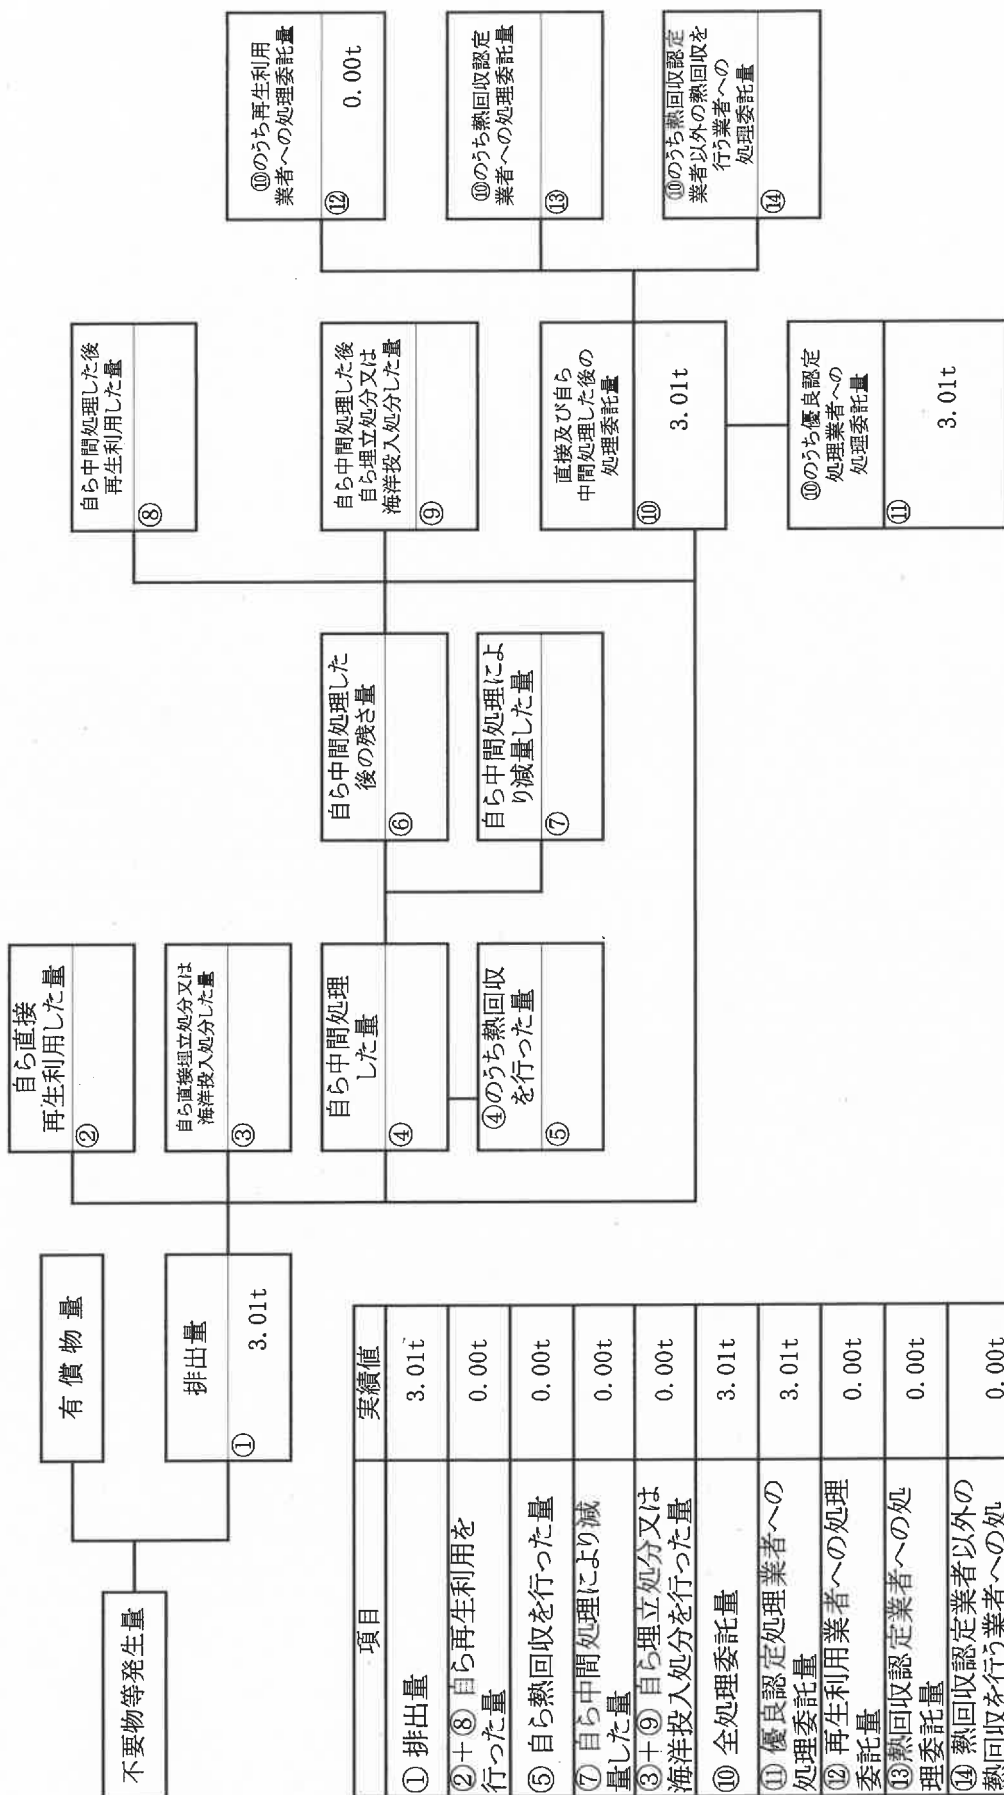 不要物等発生量
有償物量
排出量
①
3.01t
自ら直接
再生利用した量
②
自ら直接埋立処分又は
海洋投入処分した量
③
自ら中間処理
した量
④
④のうち熱回収
を行った量
⑤
自ら中間処理した
後の残さ量
⑥
自ら中間処理によ
り減量した量
⑦
自ら中間処理した後
再生利用した量
⑧
自ら中間処理した後
自ら埋立処分又は
海洋投入処分した量
⑨
直接及び自ら
中間処理した後の
処理委託量
⑩
3.01t
⑩のうち優良認定
処理業者への
処理委託量
⑪
3.01t
⑩のうち再生利用
業者への処理委託量
⑫
0.00t
⑩のうち熱回収認定
業者への処理委託量
⑬
⑩のうち熱回収認定
業者以外の熱回収を
行う業者への
処理委託量
⑭
項目 実績値
① 排出量 3.01t
②+⑧ 自ら再生利用を
行った量 0.00t
⑤ 自ら熱回収を行った量 0.00t
⑦ 自ら中間処理により減
量した量 0.00t
③+⑨ 自ら埋立処分又は
海洋投入処分を行った量 0.00t
⑩ 全処理委託量 3.01t
⑪ 優良認定処理業者への
処理委託量 3.01t
⑫ 再生利用業者への処理
委託量 0.00t
⑬熱回収認定業者への処
理委託量 0.00t
⑭ 熱回収認定業者以外の
熱回収を行う業者への処
0.00t